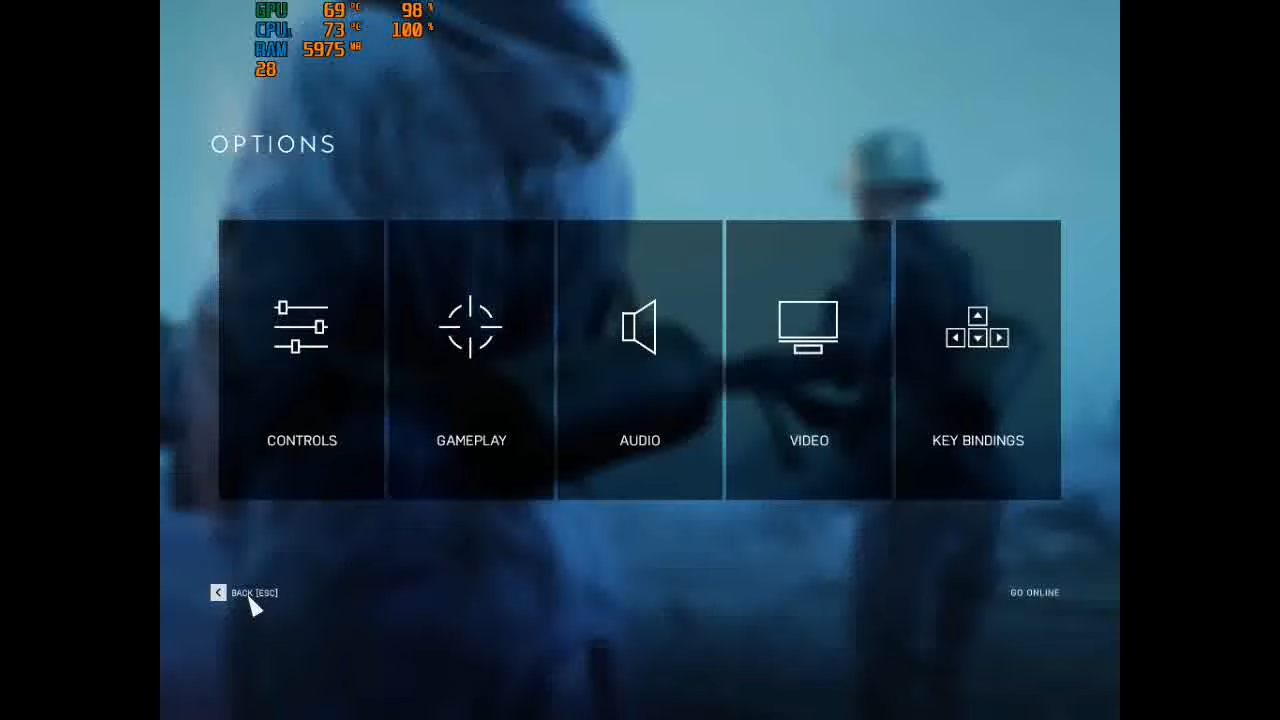 GPU 69 °C 98 %
CPU 73 °C 100 %
RAM 5975 MB
28
OPTIONS
CONTROLS GAMEPLAY AUDIO VIDEO KEY BINDINGS
BACK [ESC] GO ONLINE